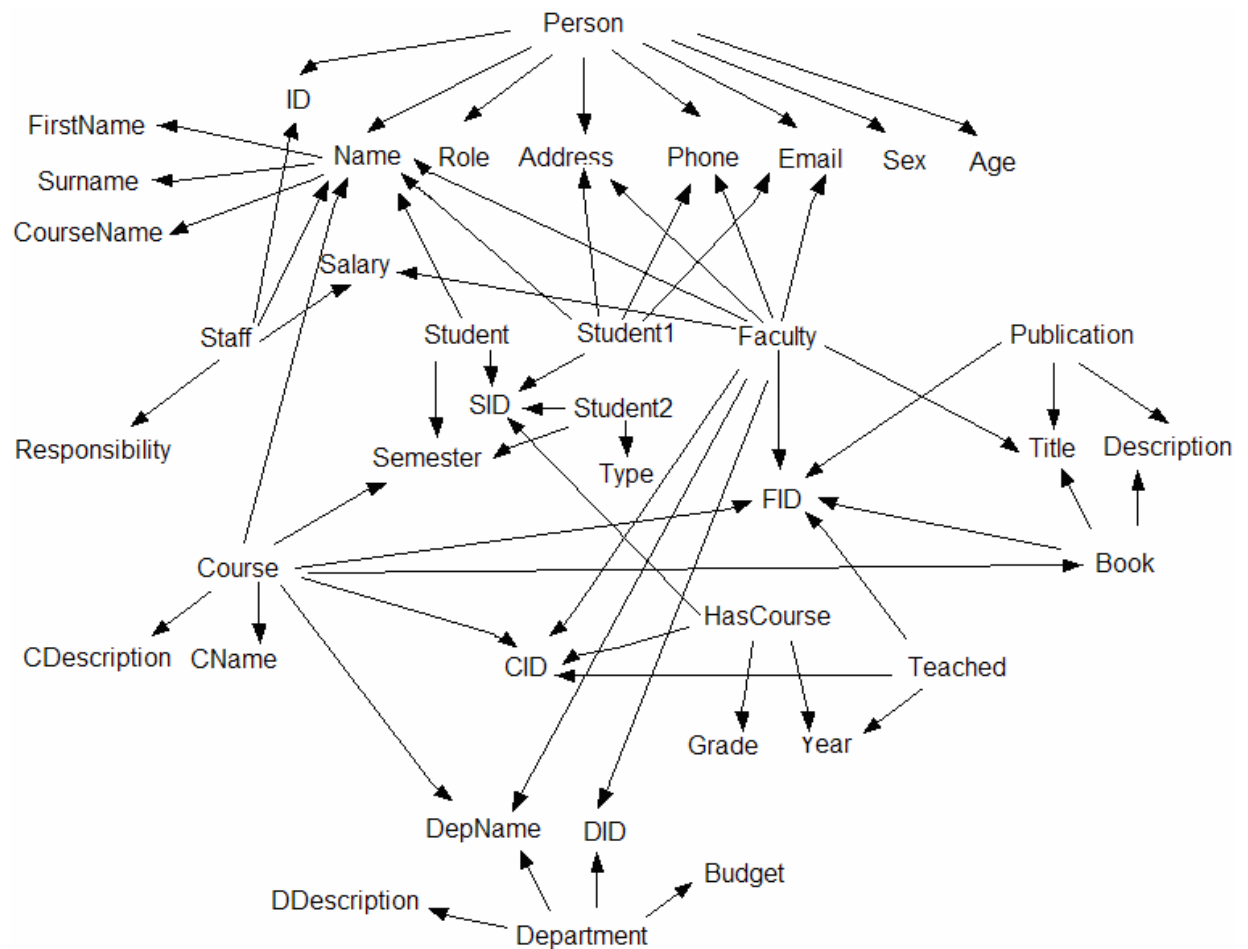 Person
ID
FirstName
Name
Role
Address
Phone
Email
Sex
Age
Surname
CourseName
Salary
Staff
Student
Student1
Faculty
Publication
SID
Student2
Responsibility
Semester
Type
Title
Description
FID
Course
Book
HasCourse
CDescription
CName
CID
Teached
Grade
Year
DepName
DID
Budget
DDescription
Department